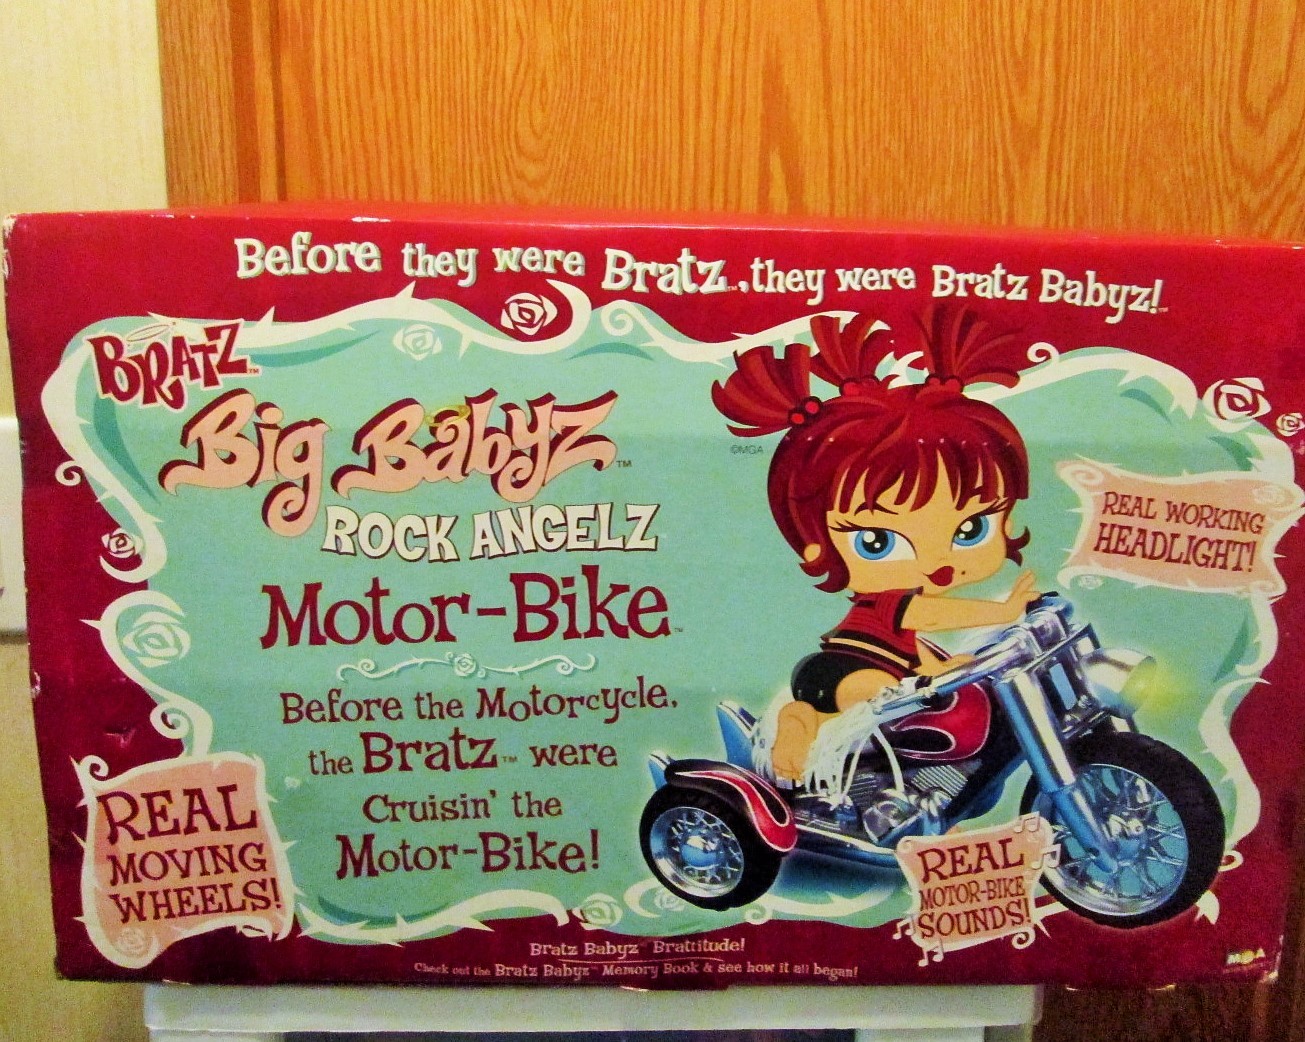 Before they were Bratz™, they were Bratz Babyz!™
BRATZ™
Big Babyz™
ROCK ANGELZ
Motor-Bike™
Before the Motorcycle,
the Bratz™ were
Cruisin' the
Motor-Bike!
©MGA
REAL WORKING
HEADLIGHT!
REAL
MOVING
WHEELS!
REAL
MOTOR-BIKE
SOUNDS!
Bratz Babyz™ Brattitude!
Check out the Bratz Babyz™ Memory Book & see how it all began!
MGA